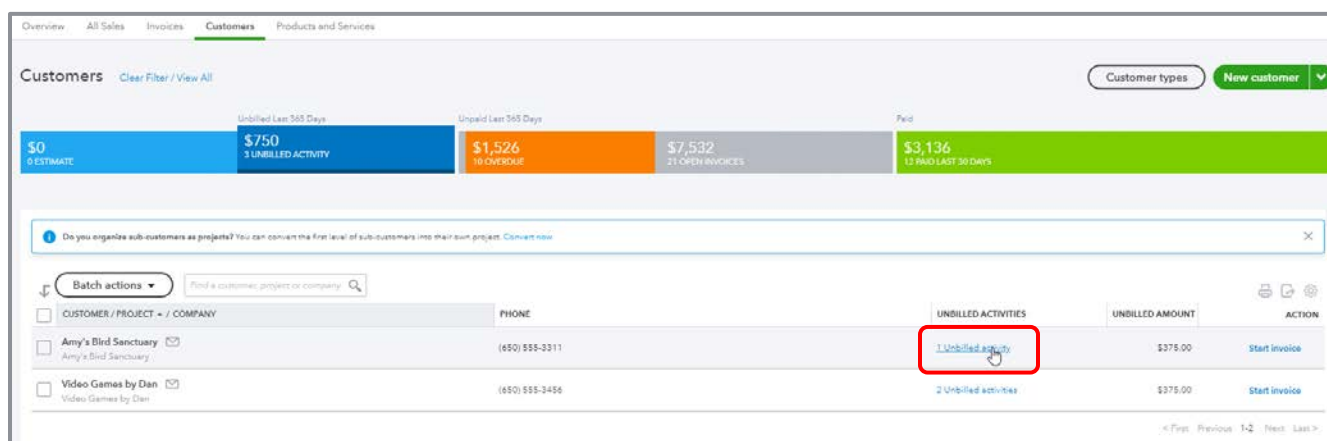 Overview All Sales Invoices Customers Products and Services
Customers Clear Filter / View All Customer types New customer
Unbilled Last 365 Days Unpaid Last 365 Days Paid
$0 $750 $1,526 $7,532 $3,136
0 ESTIMATE 3 UNBILLED ACTIVITY 10 OVERDUE 21 OPEN INVOICES 12 PAID LAST 30 DAYS
Do you organize sub-customers as projects? You can convert the first level of sub-customers into their own project. Convert now
Batch actions Find a customer, project or company
CUSTOMER / PROJECT / COMPANY PHONE UNBILLED ACTIVITIES UNBILLED AMOUNT ACTION
Amy's Bird Sanctuary (650) 555-3311 1 Unbilled activity $375.00 Start invoice
Amy's Bird Sanctuary
Video Games by Dan (650) 555-3456 2 Unbilled activities $375.00 Start invoice
Video Games by Dan
< First Previous 1-2 Next Last >